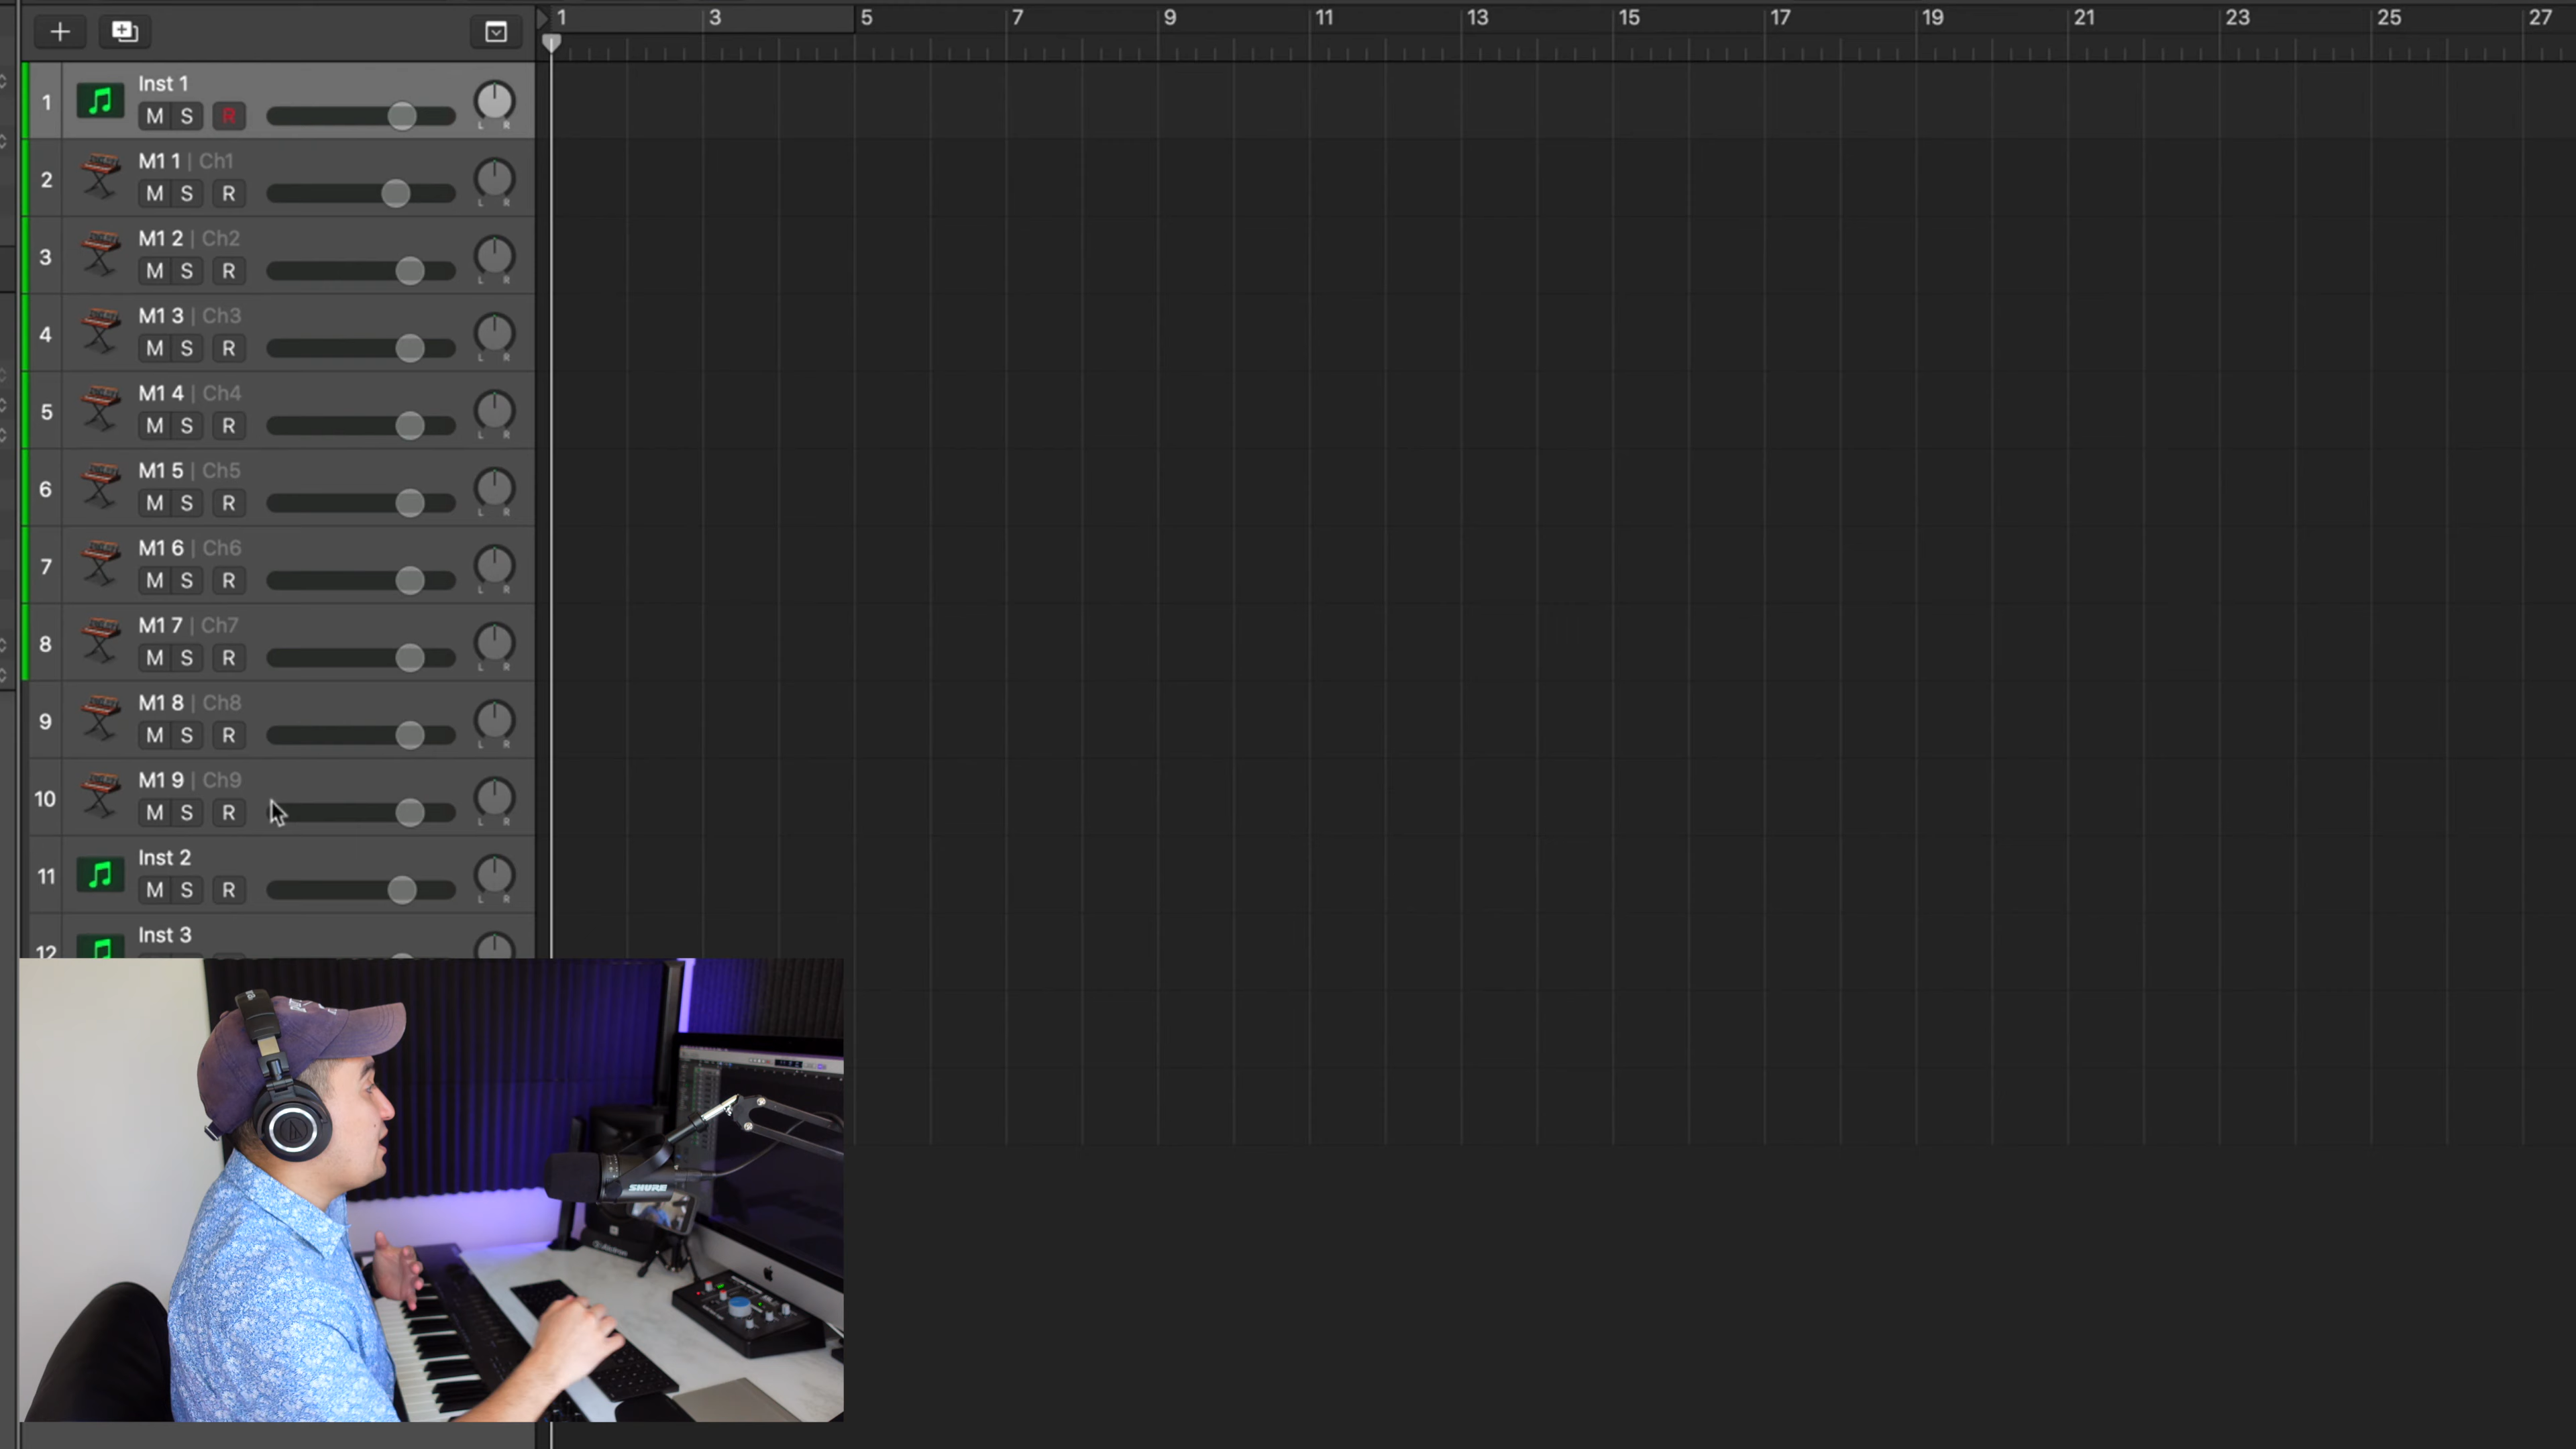 1 3 5 7 9 11 13 15 17 19 21 23 25 27
1 Inst 1
M S R
L R
2 M1 1 | Ch1
M S R
L R
3 M1 2 | Ch2
M S R
L R
4 M1 3 | Ch3
M S R
L R
5 M1 4 | Ch4
M S R
L R
6 M1 5 | Ch5
M S R
L R
7 M1 6 | Ch6
M S R
L R
8 M1 7 | Ch7
M S R
L R
9 M1 8 | Ch8
M S R
L R
10 M1 9 | Ch9
M S R
L R
11 Inst 2
M S R
L R
12 Inst 3
SHURE